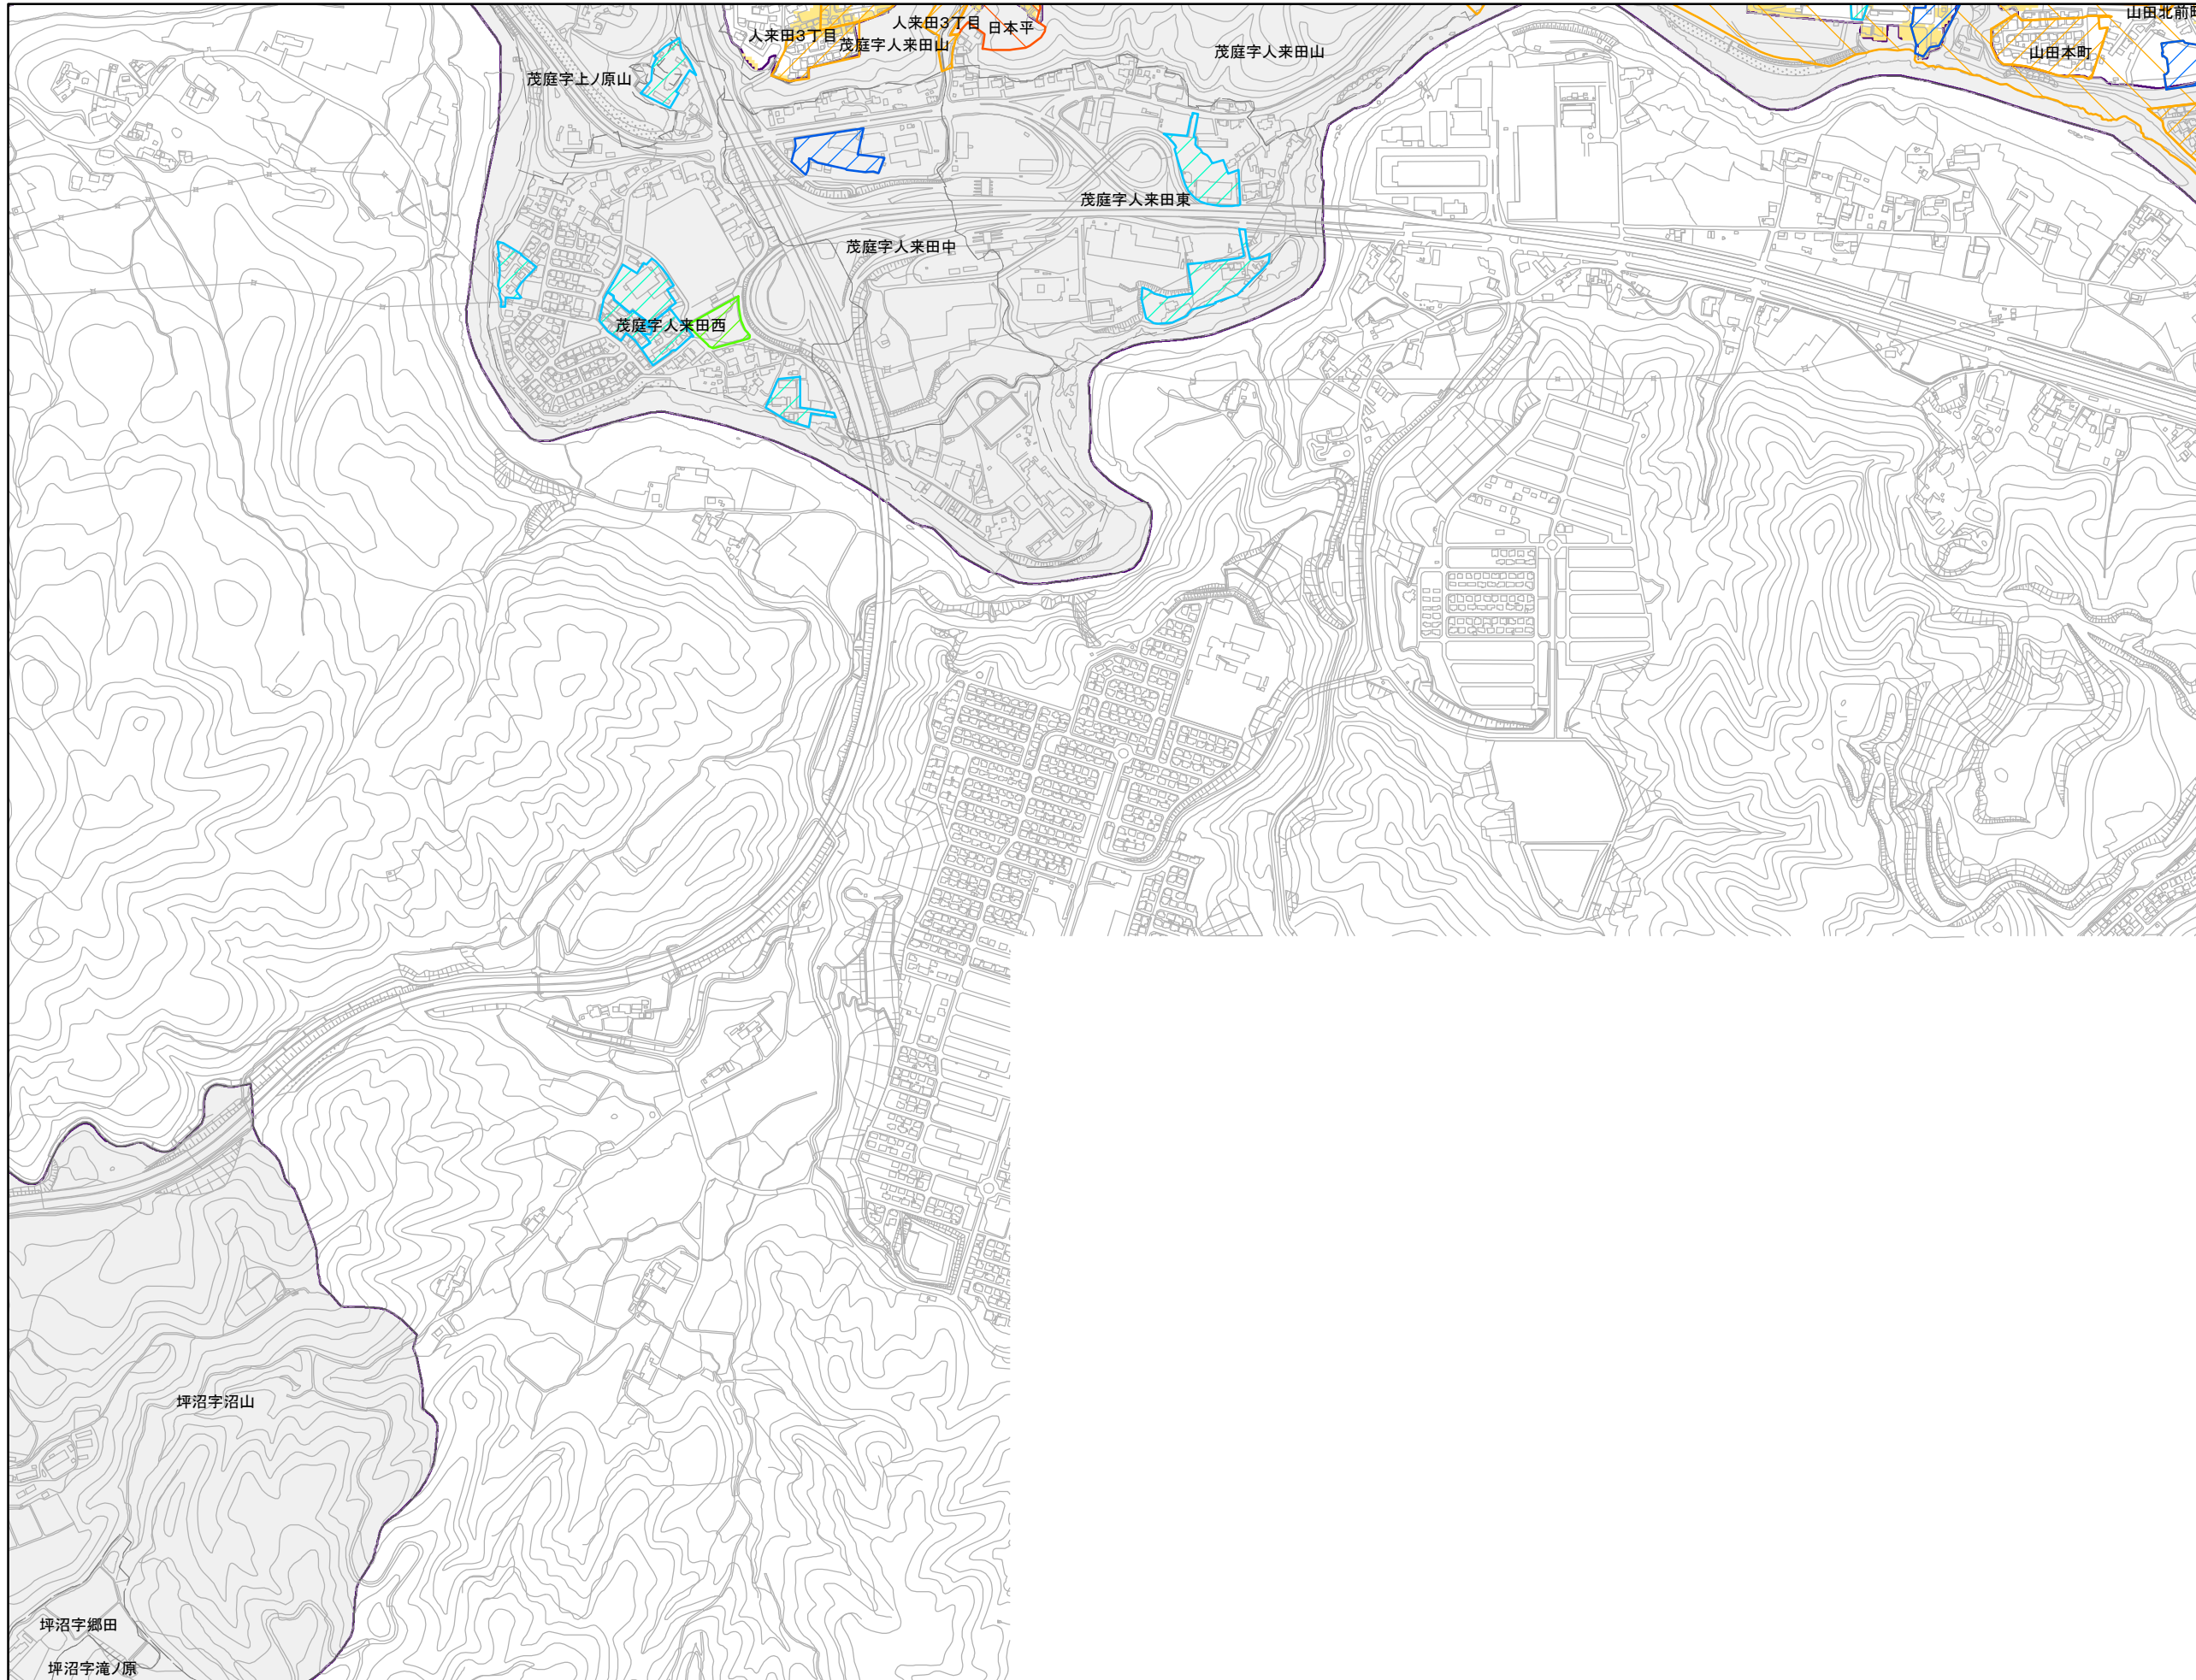 山田北前町
人来田3丁目
日本平
人来田3丁目
茂庭字人来田山
茂庭字人来田山
山田本町
茂庭字上ノ原山
茂庭字人来田東
茂庭字人来田中
茂庭字人来田西
坪沼字沼山
坪沼字郷田
坪沼字滝ノ原